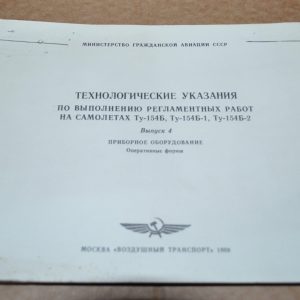 МИНИСТЕРСТВО ГРАЖДАНСКОЙ АВИАЦИИ СССР
ТЕХНОЛОГИЧЕСКИЕ УКАЗАНИЯ
ПО ВЫПОЛНЕНИЮ РЕГЛАМЕНТНЫХ РАБОТ
НА САМОЛЕТАХ Ту-154Б, Ту-154Б-1, Ту-154Б-2
Выпуск 4
ПРИБОРНОЕ ОБОРУДОВАНИЕ
Оперативные формы
МОСКВА «ВОЗДУШНЫЙ ТРАНСПОРТ»